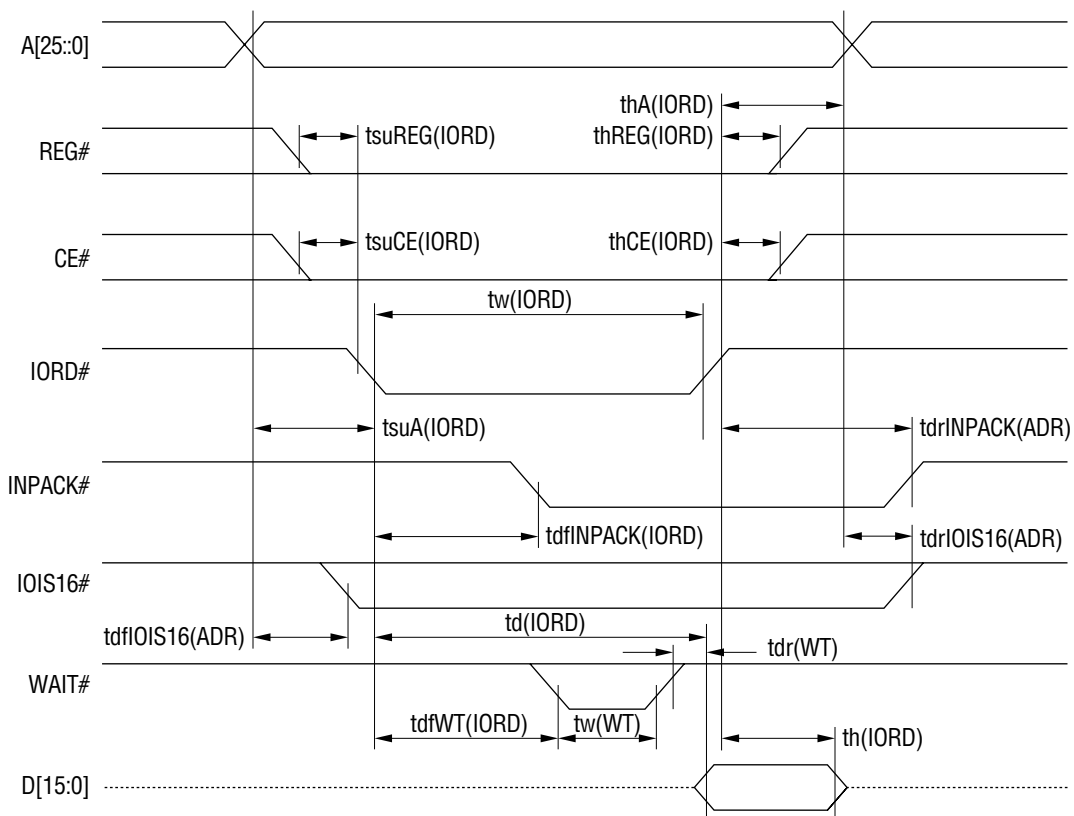 A[25::0]
thA(IORD)
REG#
tsuREG(IORD)
thREG(IORD)
CE#
tsuCE(IORD)
thCE(IORD)
tw(IORD)
IORD#
tsuA(IORD)
tdrINPACK(ADR)
INPACK#
tdfINPACK(IORD)
tdrIOIS16(ADR)
IOIS16#
tdfIOIS16(ADR)
td(IORD)
tdr(WT)
WAIT#
tdfWT(IORD)
tw(WT)
th(IORD)
D[15:0]